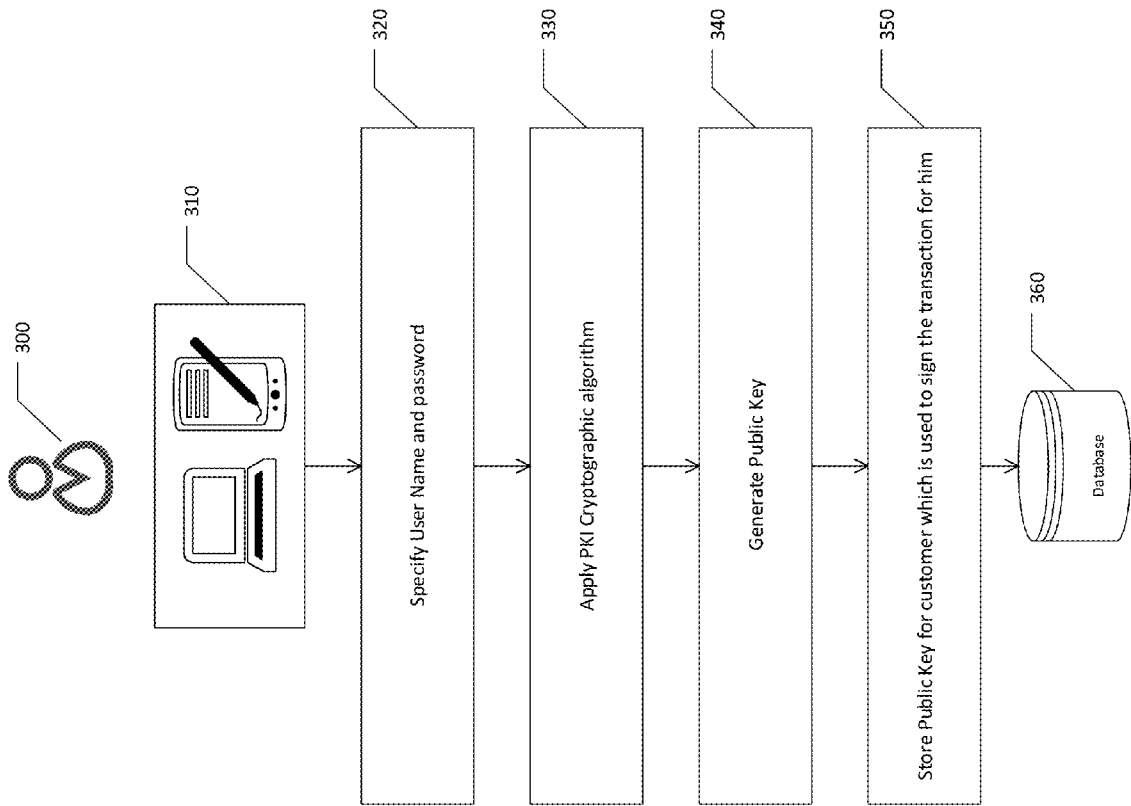 300
310
Specify User Name and password
320
Apply PKI Cryptographic algorithm
330
Generate Public Key
340
Store Public Key for customer which is used to sign the transaction for him
350
Database
360